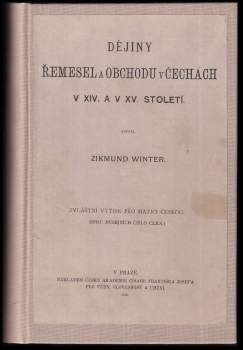 DĚJINY
ŘEMESEL A OBCHODU V ČECHÁCH
V XIV. A V XV. STOLETÍ.
ZIKMUND WINTER.
ZVLÁŠTNÍ VÝTISK PRO MATICI ČESKOU.
V PRAZE.
NÁKLADEM ČESKÉ AKADEMIE CÍSAŘE FRANTIŠKA JOSEFA
PRO VĚDY, SLOVESNOST A UMĚNÍ